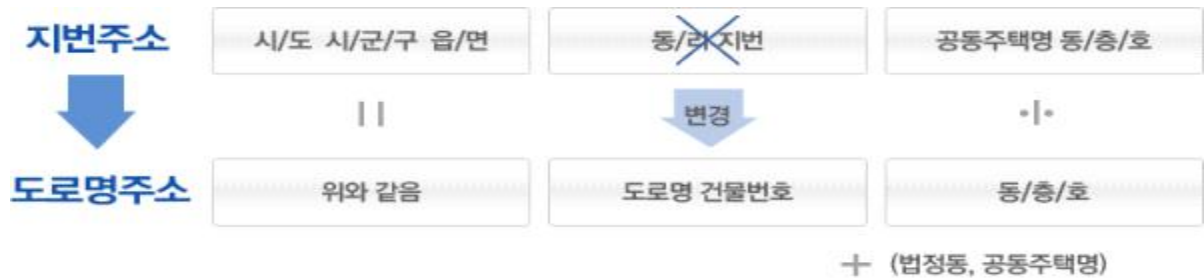 지번주소 시/도 시/군/구 읍/면 동/리 지번 공동주택명 동/층/호
변경
도로명주소 위와 같음 도로명 건물번호 동/층/호
+ (법정동, 공동주택명)